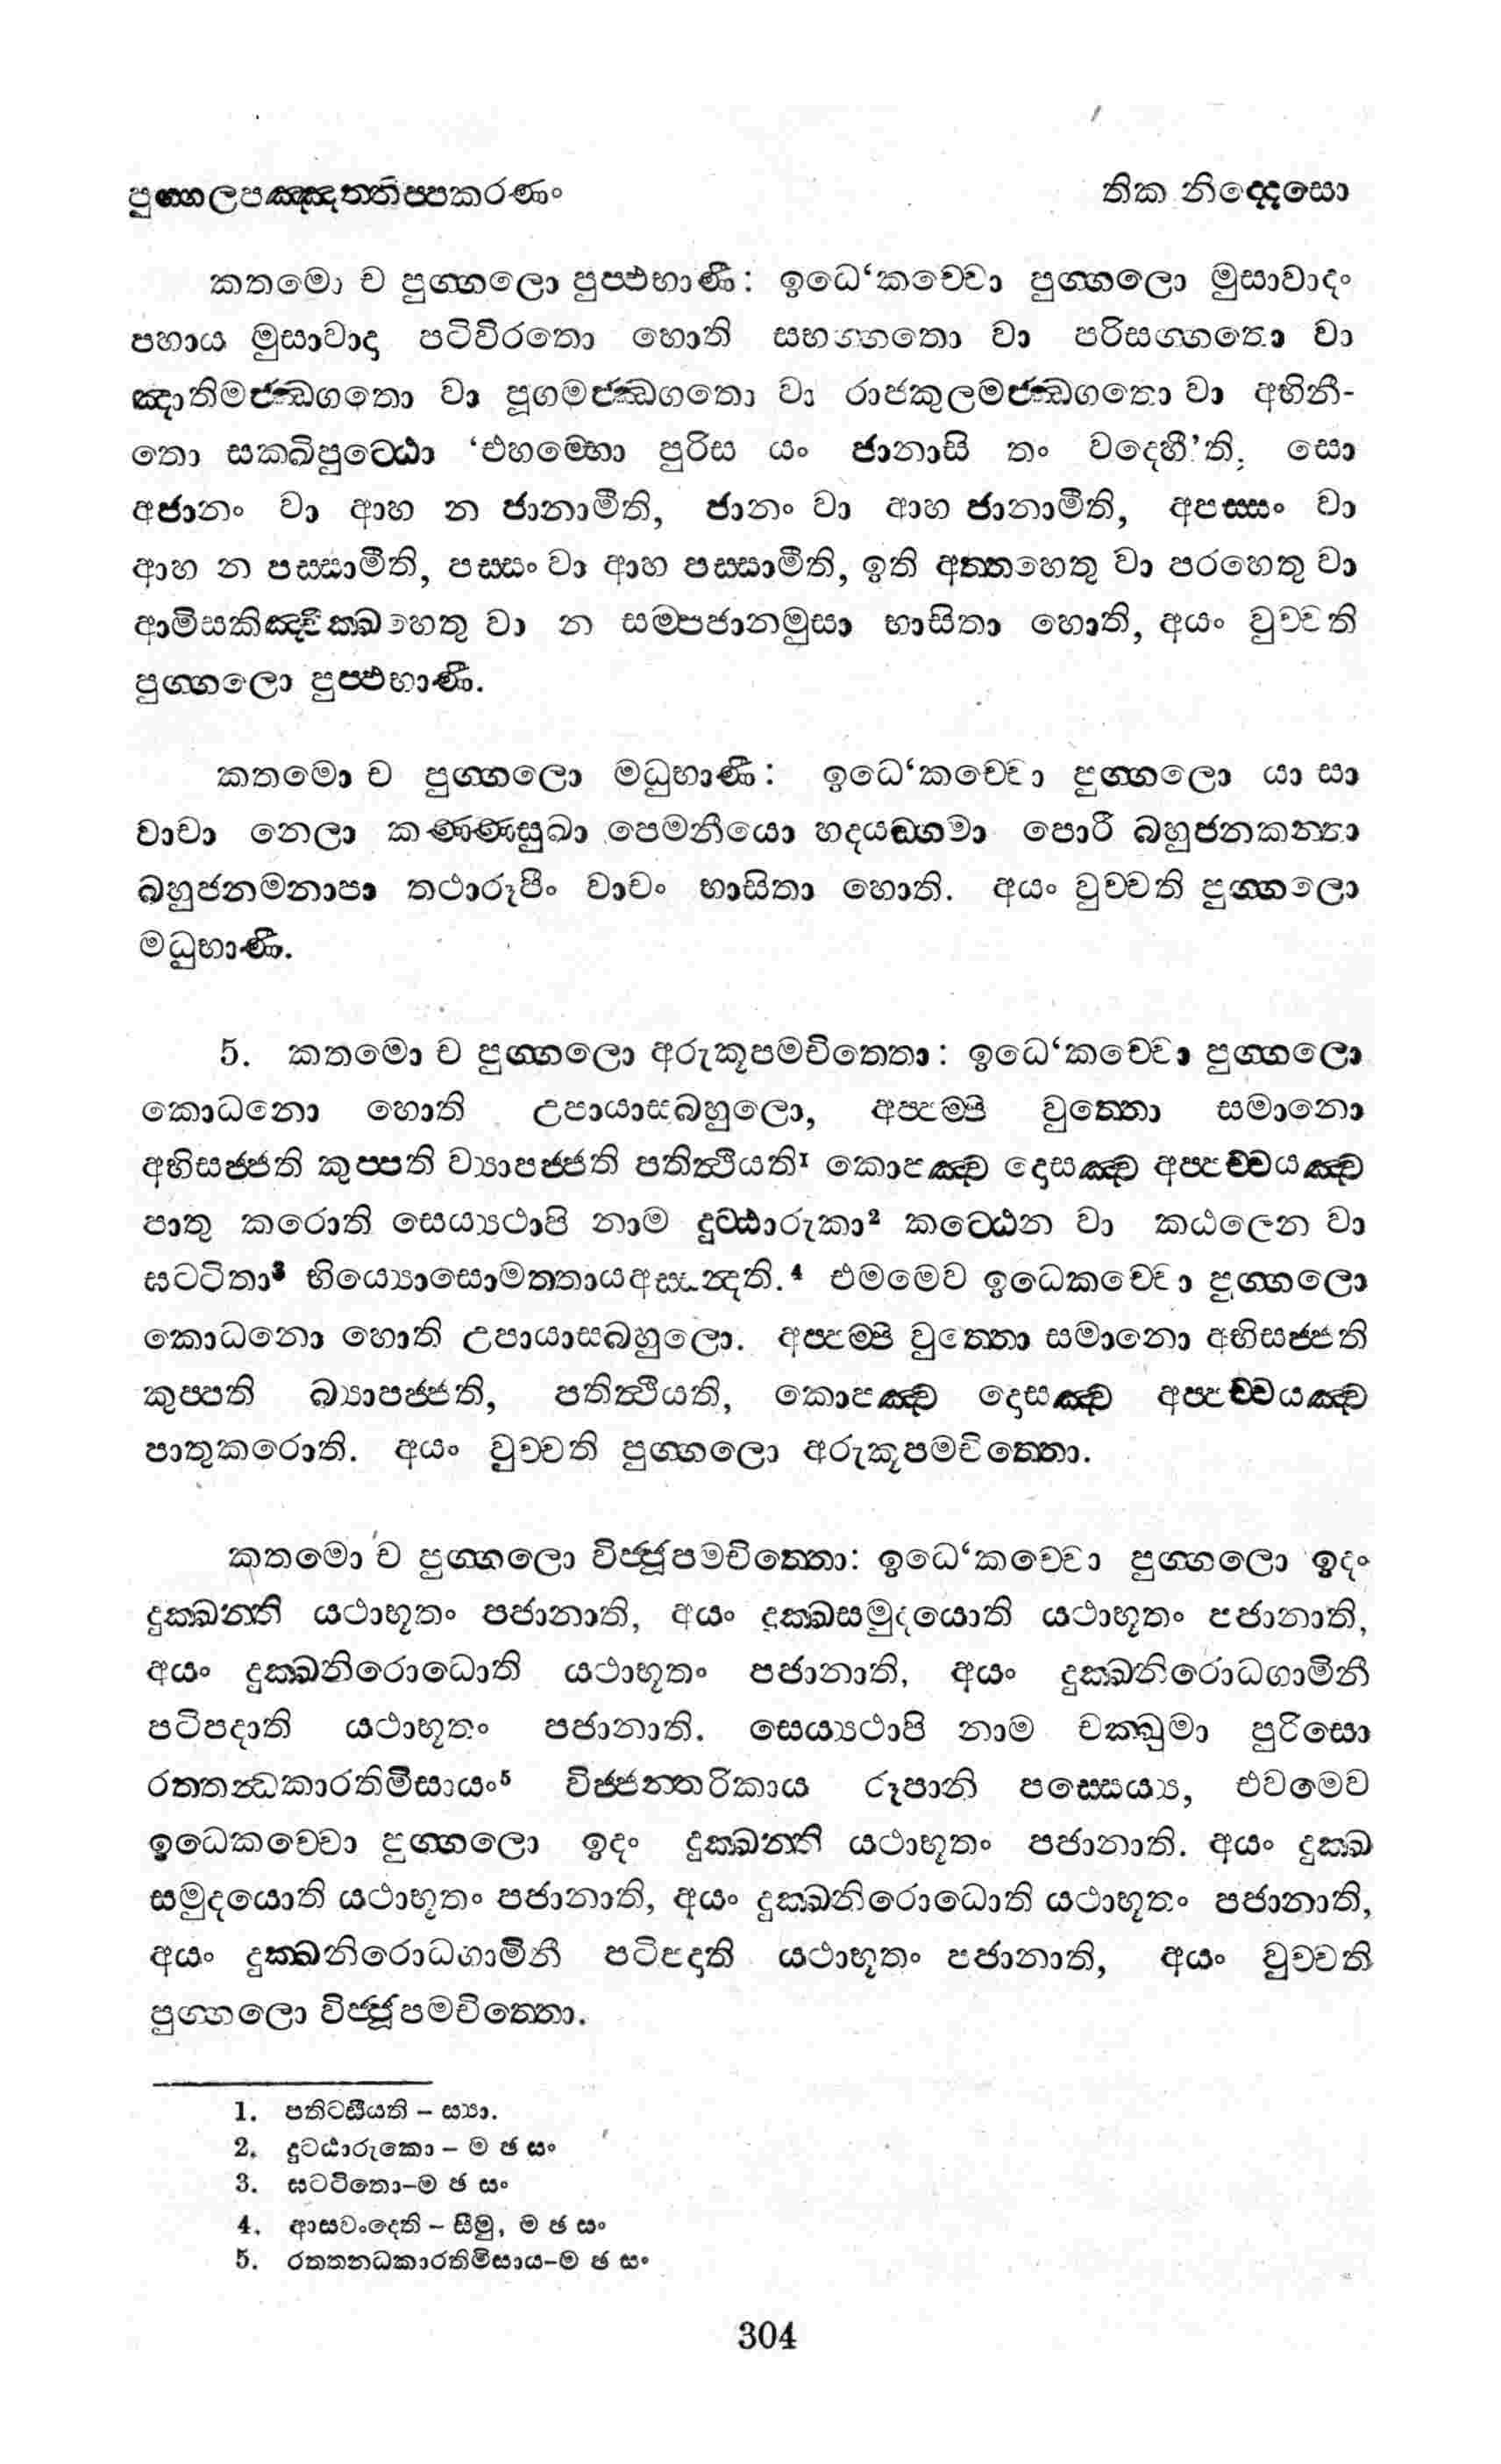 පුග්ගලපඤ්ඤත්තිප්පකරණං
තික නිද්දෙසො
කතමො ච පුග්ගලො පුප්ඵභාණී: ඉධෙ‘කච්චො පුග්ගලො මුසාවාදං
පහාය මුසාවාදා පටිවිරතො හොති සභග්ගතො වා පරිසග්ගතො වා
ඤාතිමජ්ඣගතො වා පූගමජ්ඣගතො වා රාජකුලමජ්ඣගතො වා අභිනී-
තො සක්ඛිපුට්ඨො ‘එහම්භො පුරිස යං ජානාසි තං වදෙහී’ති; සො
අජානං වා ආහ න ජානාමීති, ජානං වා ආහ ජානාමීති, අපස්සං වා
ආහ න පස්සාමීති, පස්සං වා ආහ පස්සාමීති, ඉති අත්තහෙතු වා පරහෙතු වා
ආමිසකිඤ්චික්ඛහෙතු වා න සම්පජානමුසා භාසිතා හොති, අයං වුච්චති
පුග්ගලො පුප්ඵභාණී.
කතමො ච පුග්ගලො මධුභාණී: ඉධෙ‘කච්චො පුග්ගලො යා සා
වාචා නෙලා කණ්ණසුඛා පෙමනීයො හදයඞ්ගමා පොරී බහුජනකන්තා
බහුජනමනාපා තථාරූපිං වාචං භාසිතා හොති. අයං වුච්චති පුග්ගලො
මධුභාණී.
5. කතමො ච පුග්ගලො අරුකූපමචිත්තො: ඉධෙ‘කච්චො පුග්ගලො
කොධනො හොති උපායාසබහුලො, අප්පම්පි වුත්තො සමානො
අභිසජ්ජති කුප්පති ව්‍යාපජ්ජති පතිත්ථීයති¹ කොපඤ්ච දොසඤ්ච අප්පච්චයඤ්ච
පාතු කරොති සෙය්‍යථාපි නාම දුට්ඨාරුකා² කට්ඨෙන වා කඨලෙන වා
ඝට්ටිතා³ භිය්‍යොසොමත්තායඅස්සන්දති.⁴ එමමෙව ඉධෙකච්චො පුග්ගලො
කොධනො හොති උපායාසබහුලො. අප්පම්පි වුත්තො සමානො අභිසජ්ජති
කුප්පති බ්‍යාපජ්ජති, පතිත්ථීයති, කොපඤ්ච දොසඤ්ච අප්පච්චයඤ්ච
පාතුකරොති. අයං වුච්චති පුග්ගලො අරුකූපමචිත්තො.
කතමො ච පුග්ගලො විජ්ජූපමචිත්තො: ඉධෙ‘කච්චො පුග්ගලො ඉදං
දුක්ඛන්ති යථාභූතං පජානාති, අයං දුක්ඛසමුදයොති යථාභූතං පජානාති,
අයං දුක්ඛනිරොධොති යථාභූතං පජානාති, අයං දුක්ඛනිරොධගාමිනී
පටිපදාති යථාභූතං පජානාති. සෙය්‍යථාපි නාම චක්ඛුමා පුරිසො
රත්තන්ධකාරතිමීසායං⁵ විජ්ජන්තරිකාය රූපානි පස්සෙය්‍ය, එවමෙව
ඉධෙකච්චො පුග්ගලො ඉදං දුක්ඛන්ති යථාභූතං පජානාති. අයං දුක්ඛ
සමුදයොති යථාභූතං පජානාති, අයං දුක්ඛනිරොධොති යථාභූතං පජානාති,
අයං දුක්ඛනිරොධගාමිනී පටිපදාති යථාභූතං පජානාති, අයං වුච්චති
පුග්ගලො විජ්ජූපමචිත්තො.
1. පතිට්ඨීයති – ස්‍යා.
2. දුට්ඨාරුකො – ම ඡ සං
3. ඝට්ටිතො–ම ඡ සං
4. ආසවංදෙති – සීමු, ම ඡ සං
5. රත්තන්ධකාරතිමිසාය–ම ඡ සං
304